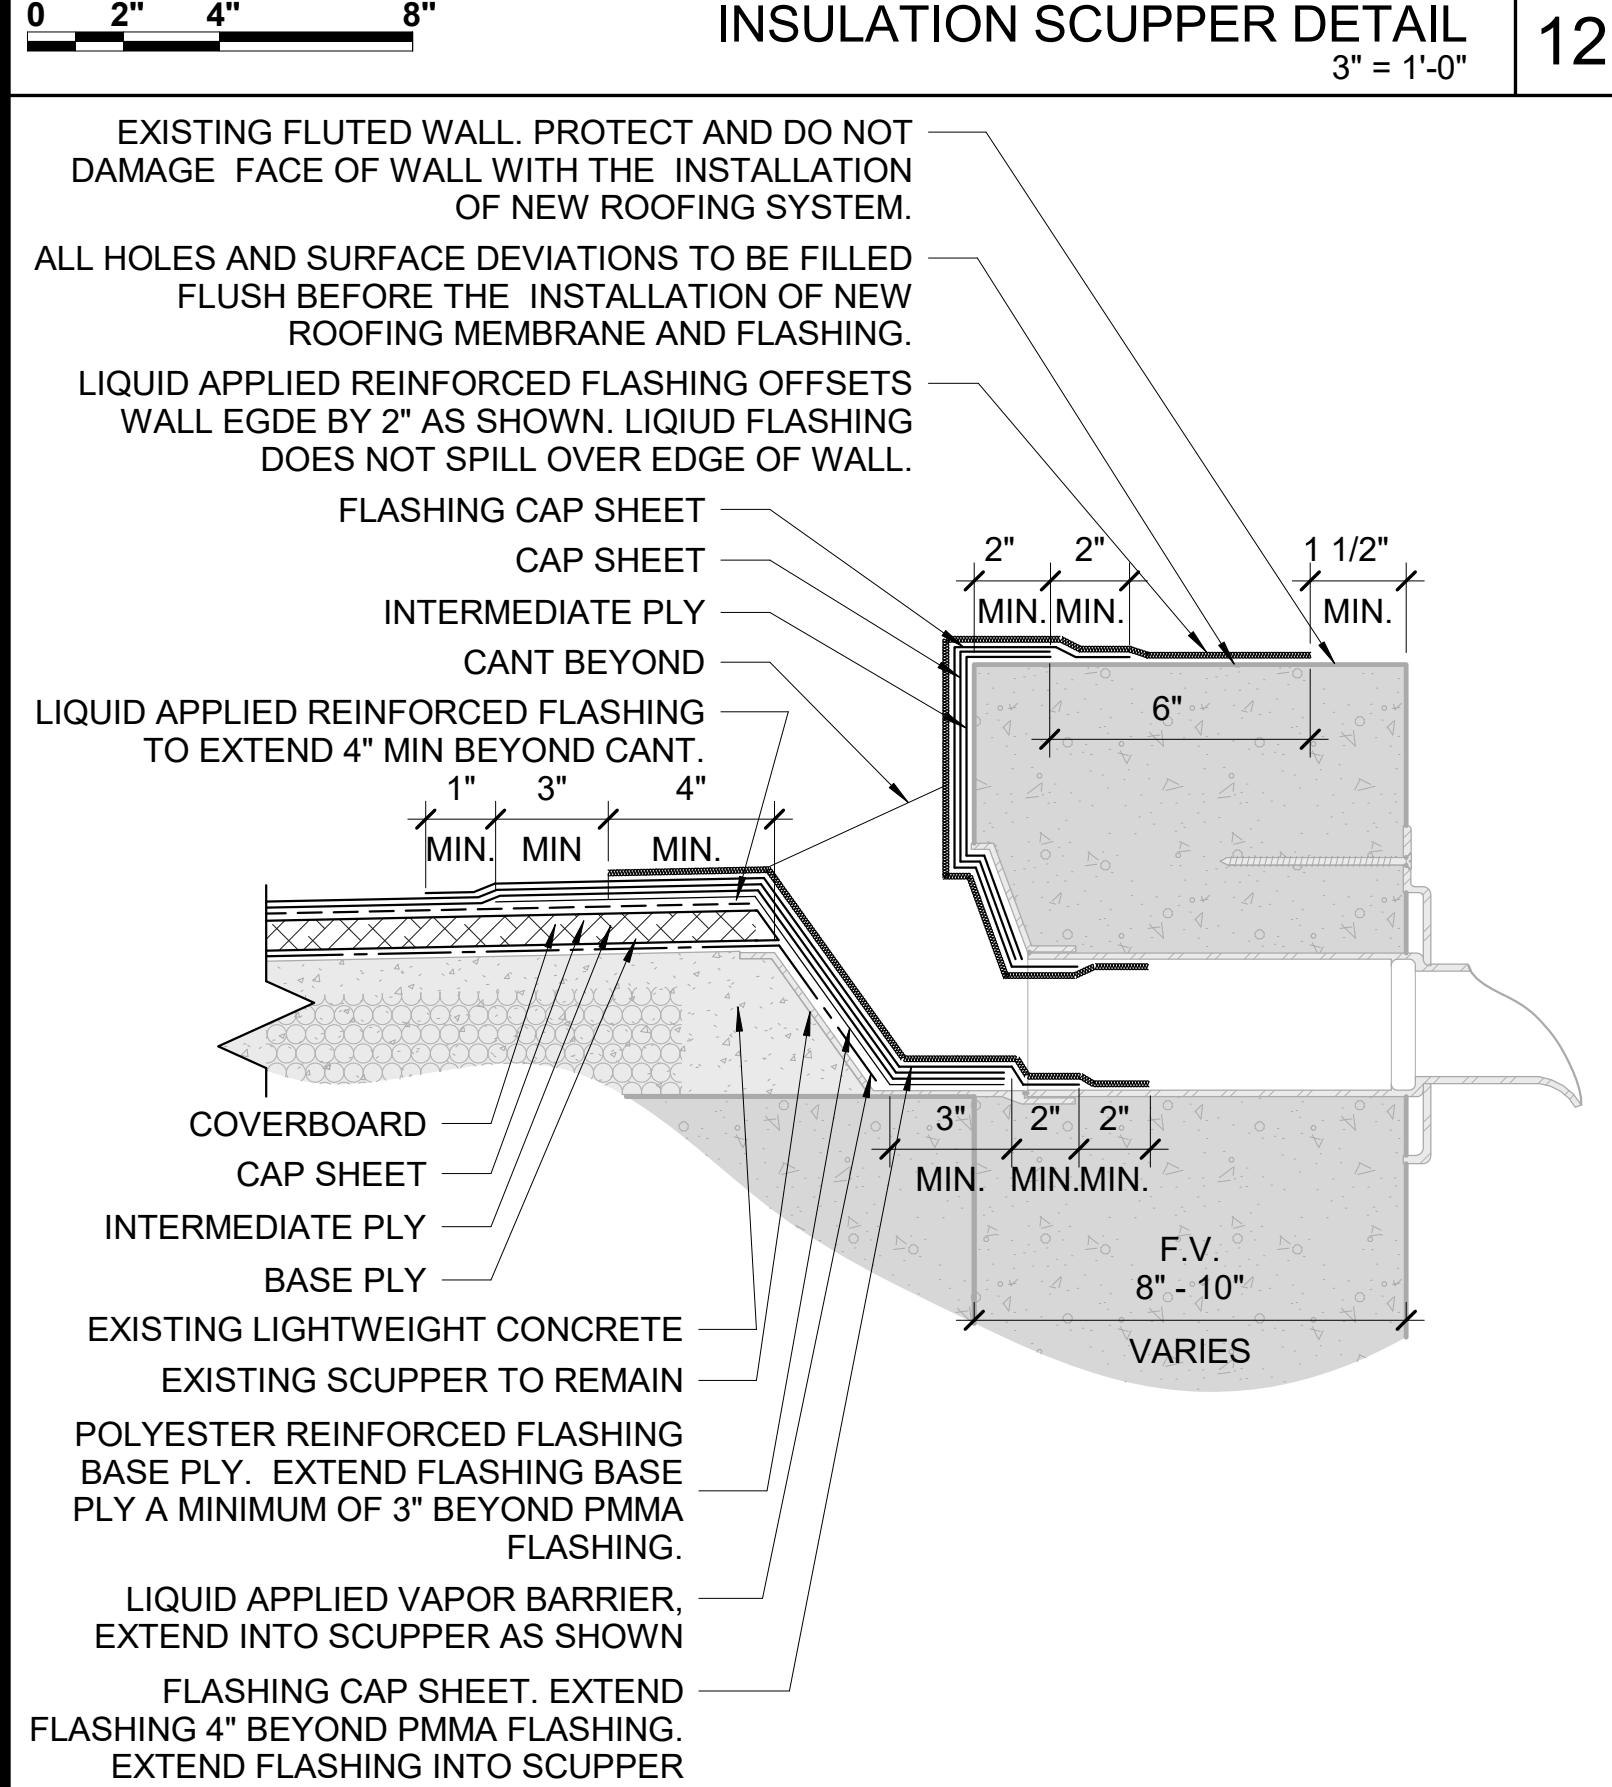 0 2" 4" 8"
INSULATION SCUPPER DETAIL
3" = 1'-0"
12
EXISTING FLUTED WALL. PROTECT AND DO NOT
DAMAGE FACE OF WALL WITH THE INSTALLATION
OF NEW ROOFING SYSTEM.
ALL HOLES AND SURFACE DEVIATIONS TO BE FILLED
FLUSH BEFORE THE INSTALLATION OF NEW
ROOFING MEMBRANE AND FLASHING.
LIQUID APPLIED REINFORCED FLASHING OFFSETS
WALL EGDE BY 2" AS SHOWN. LIQIUD FLASHING
DOES NOT SPILL OVER EDGE OF WALL.
FLASHING CAP SHEET
CAP SHEET
INTERMEDIATE PLY
CANT BEYOND
LIQUID APPLIED REINFORCED FLASHING
TO EXTEND 4" MIN BEYOND CANT.
2" 2" 1 1/2"
MIN. MIN. MIN.
6"
1" 3" 4"
MIN. MIN MIN.
COVERBOARD
CAP SHEET
INTERMEDIATE PLY
BASE PLY
3" 2" 2"
MIN. MIN. MIN.
F.V.
8" - 10"
VARIES
EXISTING LIGHTWEIGHT CONCRETE
EXISTING SCUPPER TO REMAIN
POLYESTER REINFORCED FLASHING
BASE PLY. EXTEND FLASHING BASE
PLY A MINIMUM OF 3" BEYOND PMMA
FLASHING.
LIQUID APPLIED VAPOR BARRIER,
EXTEND INTO SCUPPER AS SHOWN
FLASHING CAP SHEET. EXTEND
FLASHING 4" BEYOND PMMA FLASHING.
EXTEND FLASHING INTO SCUPPER